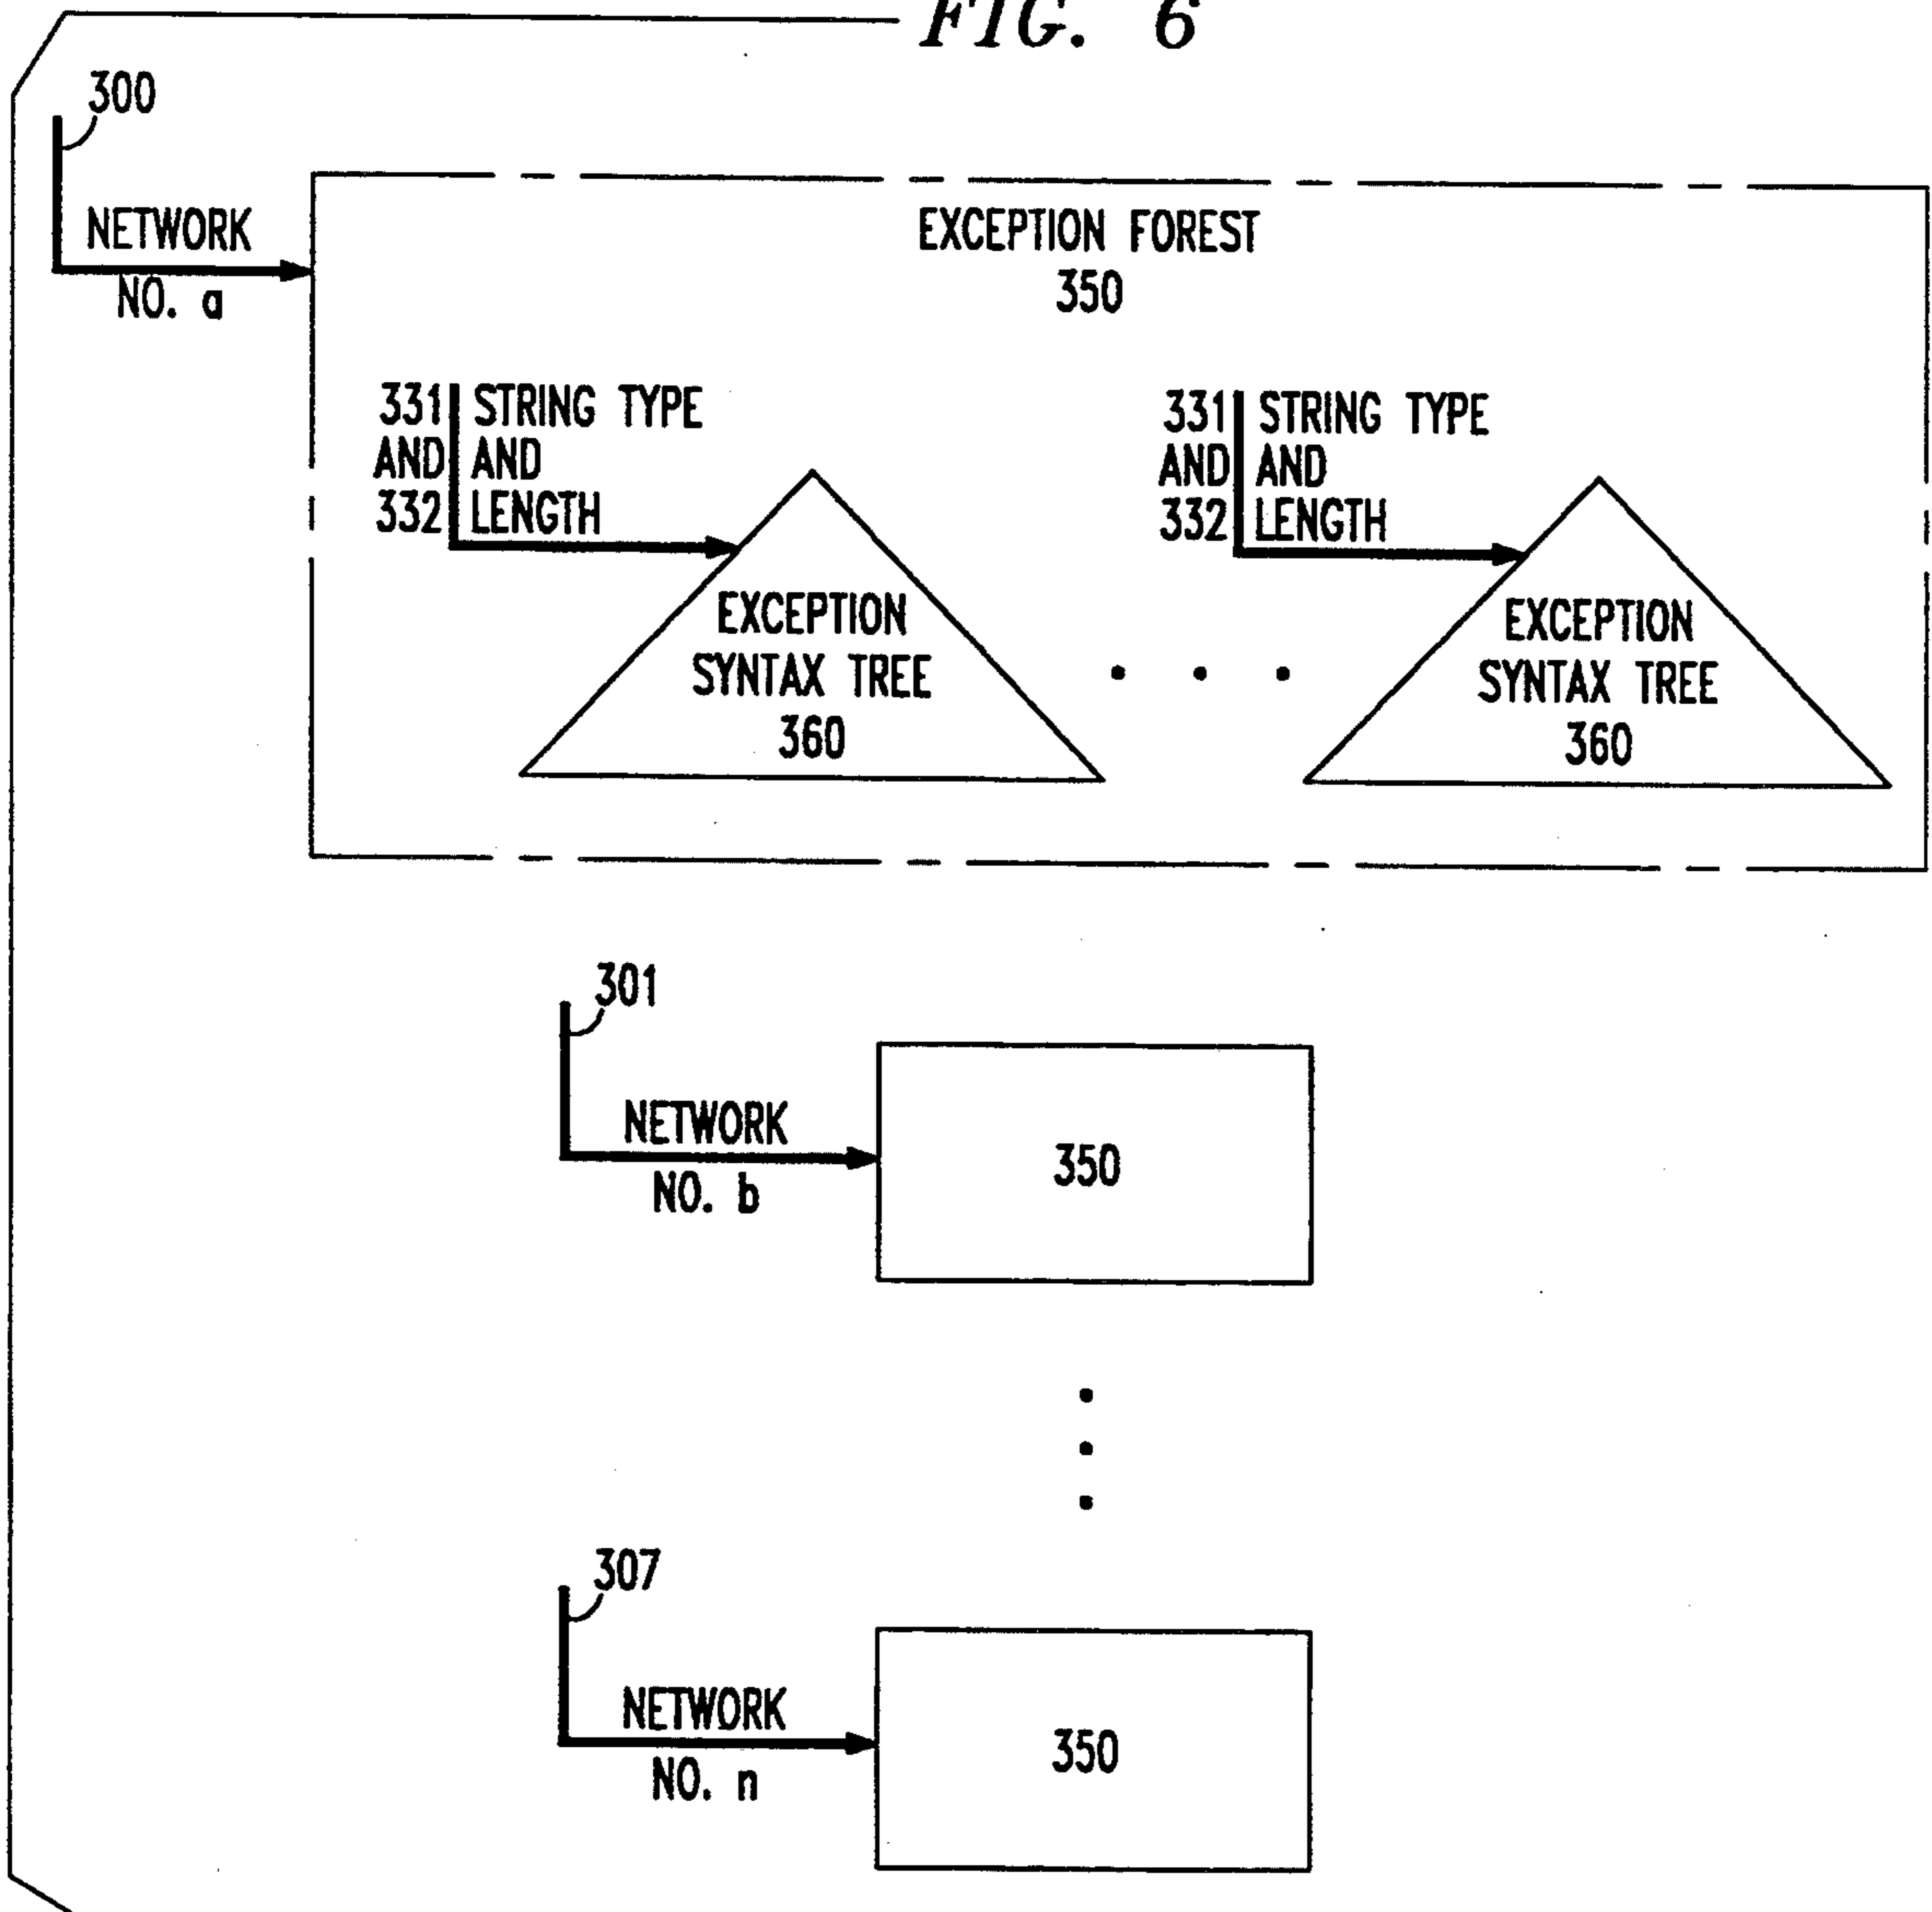 FIG. 6
300
NETWORK
NO. a
EXCEPTION FOREST
350
331 STRING TYPE
AND AND
332 LENGTH
331 STRING TYPE
AND AND
332 LENGTH
EXCEPTION
SYNTAX TREE
360
. . .
EXCEPTION
SYNTAX TREE
360
301
NETWORK
NO. b
350
307
NETWORK
NO. n
350